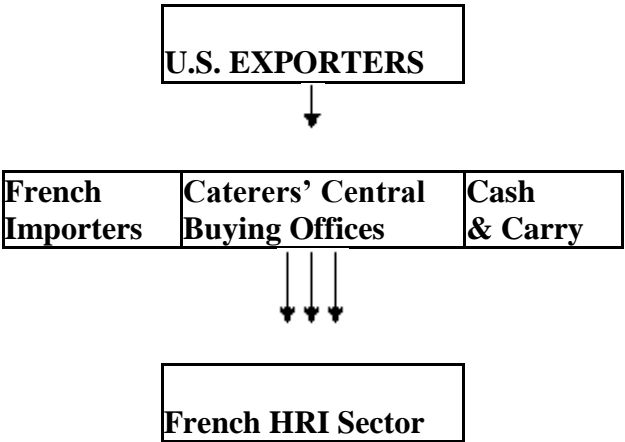 U.S. EXPORTERS
French Importers
Caterers’ Central Buying Offices
Cash & Carry
French HRI Sector